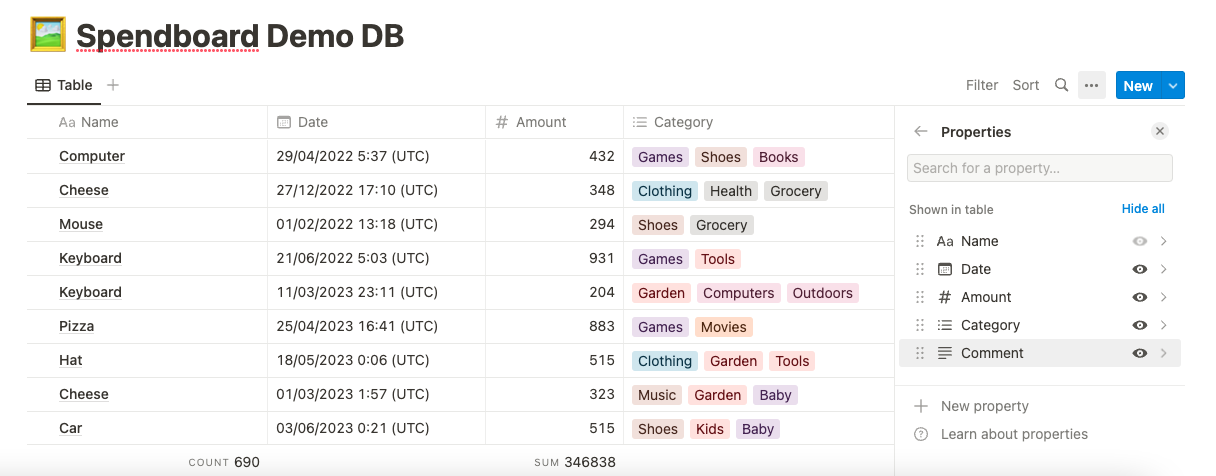 Spendboard Demo DB
Table
Filter Sort New
Aa Name Date # Amount Category
Computer 29/04/2022 5:37 (UTC) 432 Games Shoes Books
Cheese 27/12/2022 17:10 (UTC) 348 Clothing Health Grocery
Mouse 01/02/2022 13:18 (UTC) 294 Shoes Grocery
Keyboard 21/06/2022 5:03 (UTC) 931 Games Tools
Keyboard 11/03/2023 23:11 (UTC) 204 Garden Computers Outdoors
Pizza 25/04/2023 16:41 (UTC) 883 Games Movies
Hat 18/05/2023 0:06 (UTC) 515 Clothing Garden Tools
Cheese 01/03/2023 1:57 (UTC) 323 Music Garden Baby
Car 03/06/2023 0:21 (UTC) 515 Shoes Kids Baby
COUNT 690 SUM 346838
Properties
Search for a property...
Shown in table Hide all
Aa Name
Date
# Amount
Category
Comment
New property
Learn about properties